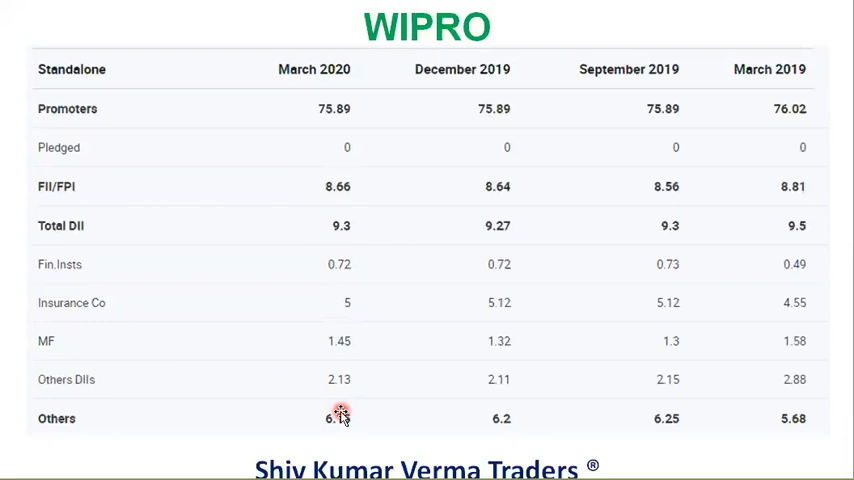 WIPRO
Standalone March 2020 December 2019 September 2019 March 2019
Promoters 75.89 75.89 75.89 76.02
Pledged 0 0 0 0
FII/FPI 8.66 8.64 8.56 8.81
Total DII 9.3 9.27 9.3 9.5
Fin.Insts 0.72 0.72 0.73 0.49
Insurance Co 5 5.12 5.12 4.55
MF 1.45 1.32 1.3 1.58
Others DIIs 2.13 2.11 2.15 2.88
Others 6.2 6.25 5.68
Shiv Kumar Verma Traders ®